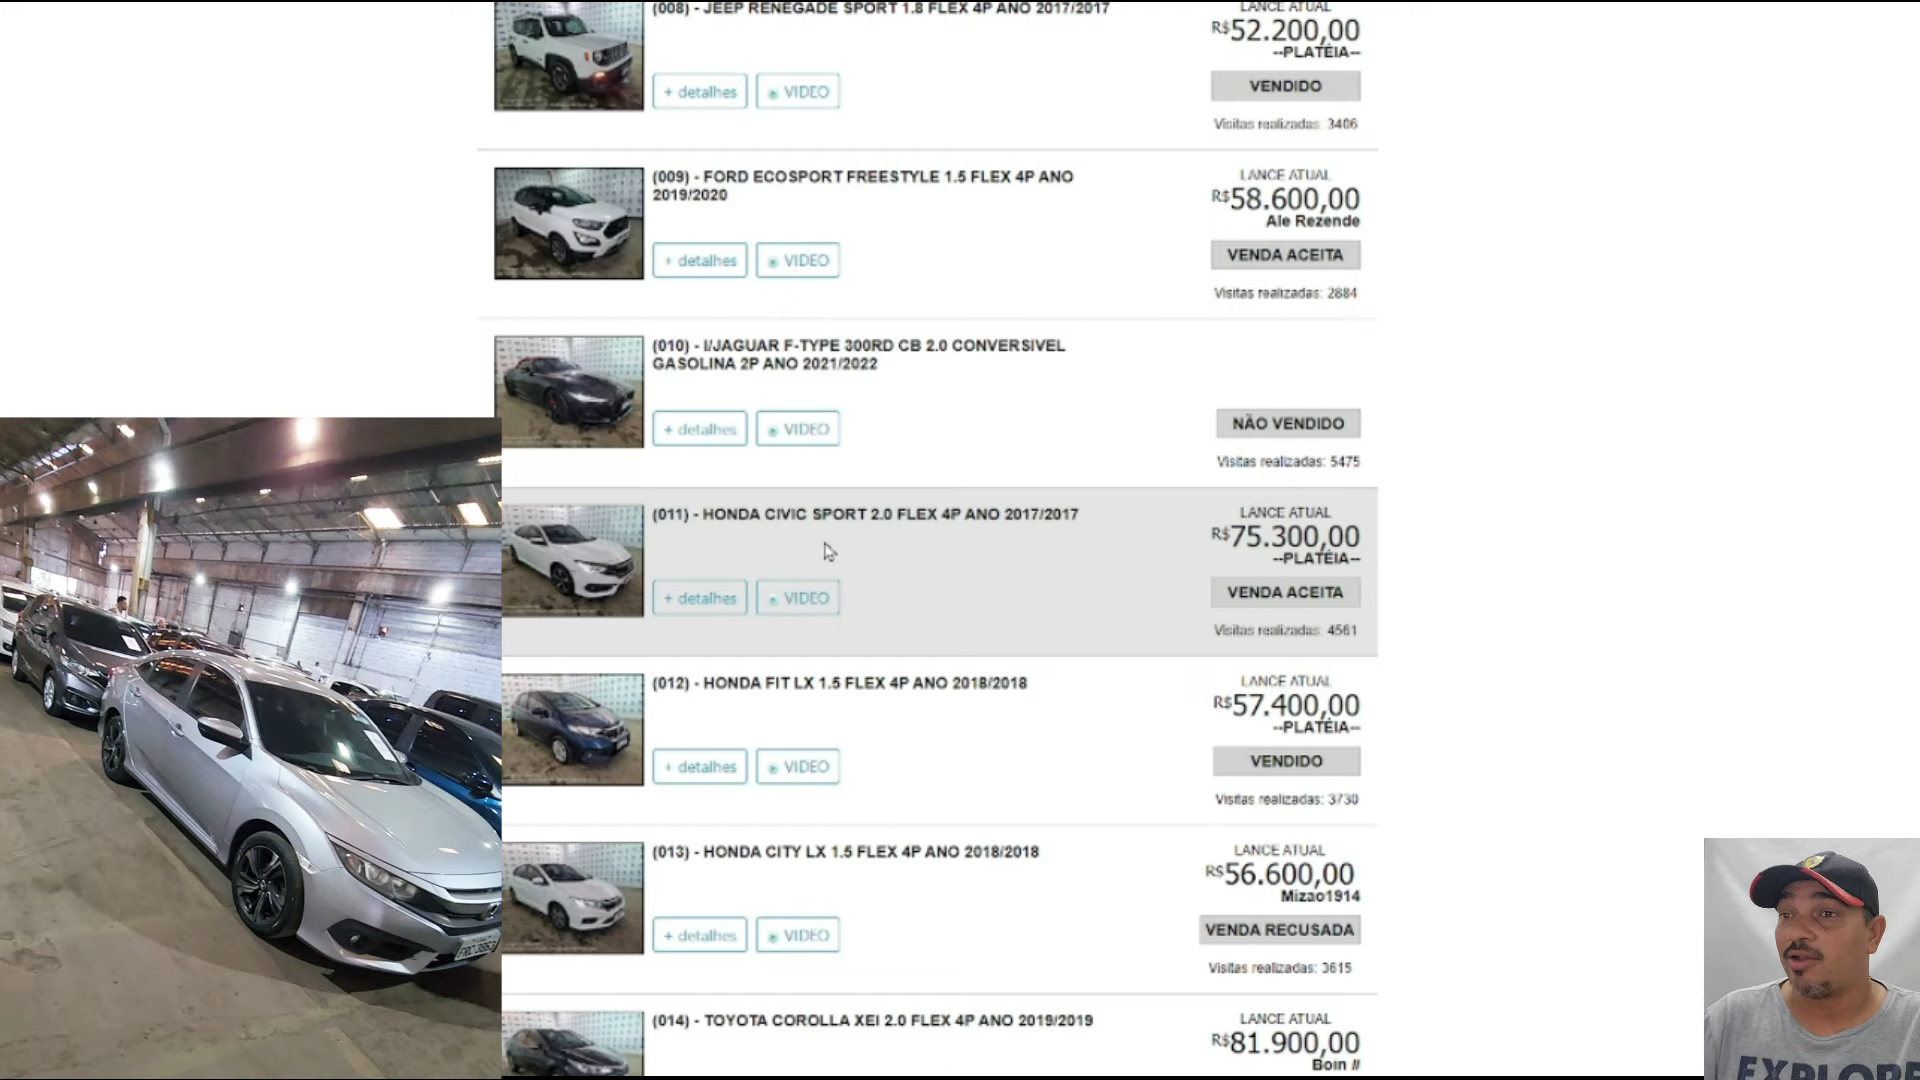 (008) - JEEP RENEGADE SPORT 1.8 FLEX 4P ANO 2017/2017
LANCE ATUAL
R$52.200,00
--PLATÉIA--
+ detalhes
VIDEO
VENDIDO
Visitas realizadas: 3406
(009) - FORD ECOSPORT FREESTYLE 1.5 FLEX 4P ANO
2019/2020
LANCE ATUAL
R$58.600,00
Ale Rezende
+ detalhes
VIDEO
VENDA ACEITA
Visitas realizadas: 2884
(010) - I/JAGUAR F-TYPE 300RD CB 2.0 CONVERSIVEL
GASOLINA 2P ANO 2021/2022
+ detalhes
VIDEO
NÃO VENDIDO
Visitas realizadas: 5475
(011) - HONDA CIVIC SPORT 2.0 FLEX 4P ANO 2017/2017
LANCE ATUAL
R$75.300,00
--PLATÉIA--
+ detalhes
VIDEO
VENDA ACEITA
Visitas realizadas: 4561
(012) - HONDA FIT LX 1.5 FLEX 4P ANO 2018/2018
LANCE ATUAL
R$57.400,00
--PLATÉIA--
+ detalhes
VIDEO
VENDIDO
Visitas realizadas: 3730
(013) - HONDA CITY LX 1.5 FLEX 4P ANO 2018/2018
LANCE ATUAL
R$56.600,00
Mizao1914
+ detalhes
VIDEO
VENDA RECUSADA
Visitas realizadas: 3615
(014) - TOYOTA COROLLA XEI 2.0 FLEX 4P ANO 2019/2019
LANCE ATUAL
R$81.900,00
Boin //
EXPLORE